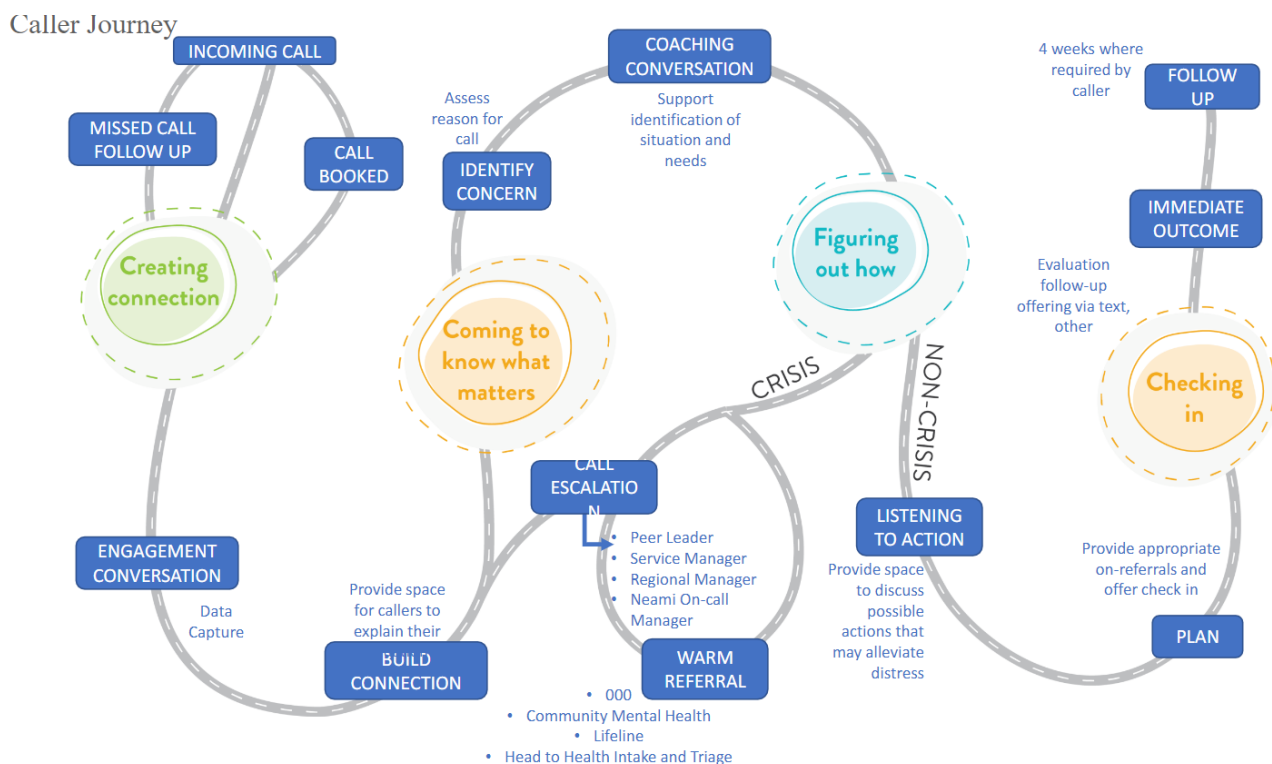 Caller Journey
INCOMING CALL
MISSED CALL
FOLLOW UP
CALL
BOOKED
Creating
connection
ENGAGEMENT
CONVERSATION
Data
Capture
Provide space
for callers to
explain their
BUILD
CONNECTION
Coming to
know what
matters
Assess
reason for
call
IDENTIFY
CONCERN
COACHING
CONVERSATION
Support
identification of
situation and
needs
Figuring
out how
CRISIS
NON-CRISIS
CALL
ESCALATIO
N
• Peer Leader
• Service Manager
• Regional Manager
• Neami On-call
Manager
WARM
REFERRAL
• 000
• Community Mental Health
• Lifeline
• Head to Health Intake and Triage
LISTENING
TO ACTION
Provide space
to discuss
possible
actions that
may alleviate
distress
PLAN
Provide appropriate
on-referrals and
offer check in
Checking
in
Evaluation
follow-up
offering via text,
other
IMMEDIATE
OUTCOME
FOLLOW
UP
4 weeks where
required by
caller